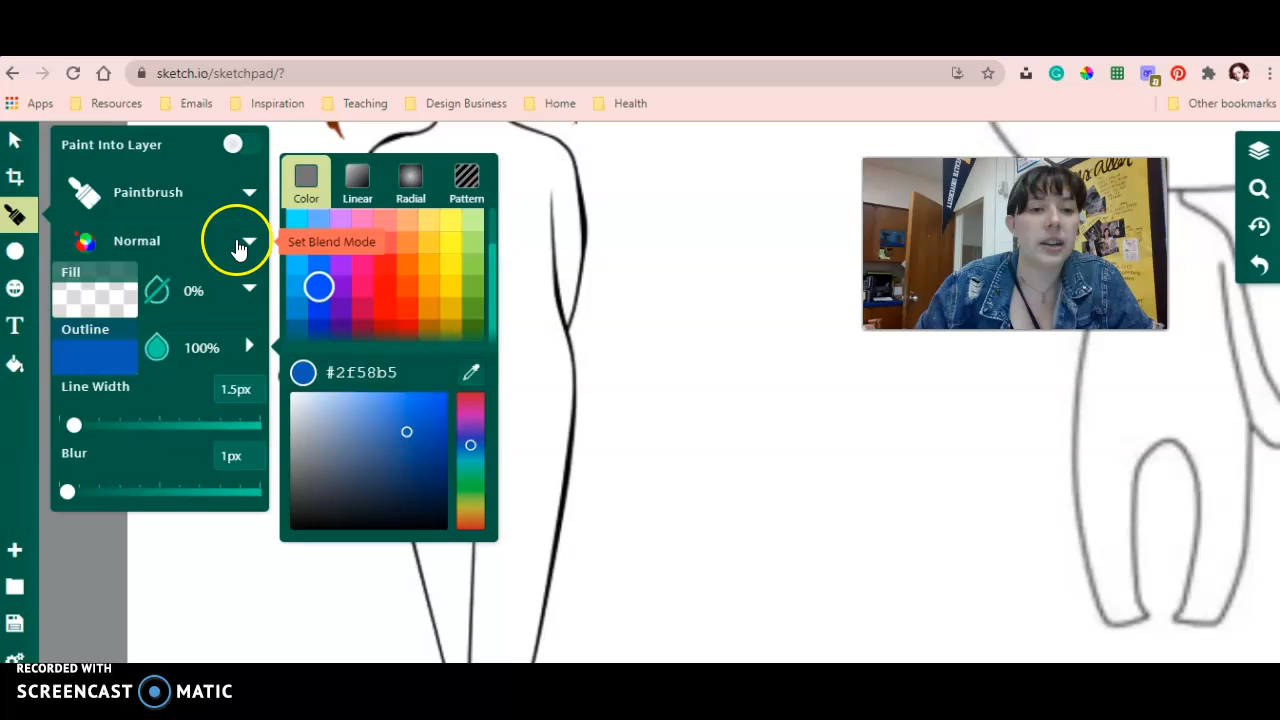 sketch.io/sketchpad/?
Apps Resources Emails Inspiration Teaching Design Business Home Health Other bookmarks
Paint Into Layer
Paintbrush
Normal
Set Blend Mode
Fill
0%
Outline
100%
Line Width
1.5px
Blur
1px
Color Linear Radial Pattern
#2f58b5
T
RECORDED WITH
SCREENCAST MATIC